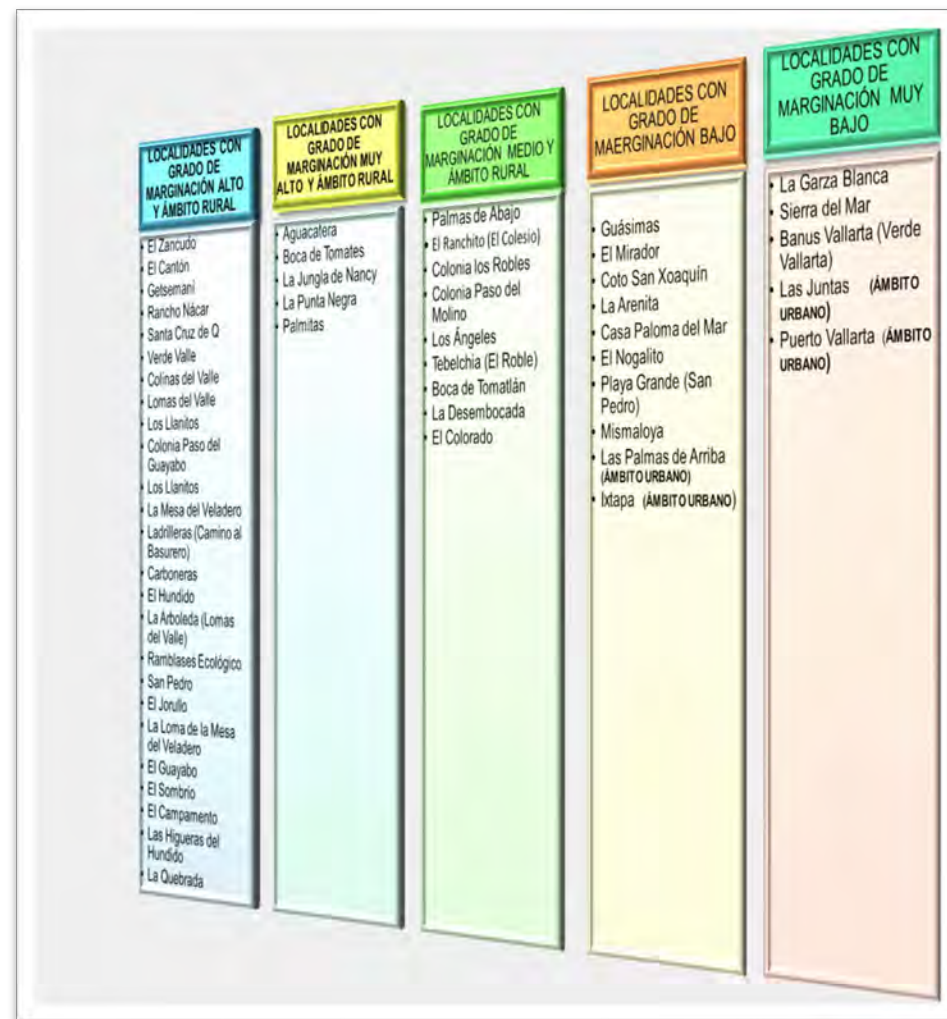 LOCALIDADES CON
GRADO DE
MARGINACIÓN ALTO
Y ÁMBITO RURAL
• El Zancudo
• El Cantón
• Getsemaní
• Rancho Nácar
• Santa Cruz de Q
• Verde Valle
• Colinas del Valle
• Lomas del Valle
• Los Llanitos
• Colonia Paso del
Guayabo
• Los Llanitos
• La Mesa del Veladero
• Ladrilleras (Camino al
Basurero)
• Carboneras
• El Hundido
• La Arboleda (Lomas
del Valle)
• Ramblases Ecológico
• San Pedro
• El Jorullo
• La Loma de la Mesa
del Veladero
• El Guayabo
• El Sombrio
• El Campamento
• Las Higueras del
Hundido
• La Quebrada
LOCALIDADES CON
GRADO DE
MARGINACIÓN MUY
ALTO Y ÁMBITO RURAL
• Aguacatera
• Boca de Tomates
• La Jungla de Nancy
• La Punta Negra
• Palmitas
LOCALIDADES CON
GRADO DE
MARGINACIÓN MEDIO Y
ÁMBITO RURAL
• Palmas de Abajo
• El Ranchito (El Colesio)
• Colonia los Robles
• Colonia Paso del
Molino
• Los Ángeles
• Tebelchia (El Roble)
• Boca de Tomatlán
• La Desembocada
• El Colorado
LOCALIDADES CON
GRADO DE
MAERGINACIÓN BAJO
• Guásimas
• El Mirador
• Coto San Xoaquín
• La Arenita
• Casa Paloma del Mar
• El Nogalito
• Playa Grande (San
Pedro)
• Mismaloya
• Las Palmas de Arriba
(ÁMBITO URBANO)
• Ixtapa (ÁMBITO URBANO)
LOCALIDADES CON
GRADO DE
MARGINACIÓN MUY
BAJO
• La Garza Blanca
• Sierra del Mar
• Banus Vallarta (Verde
Vallarta)
• Las Juntas (ÁMBITO
URBANO)
• Puerto Vallarta (ÁMBITO
URBANO)